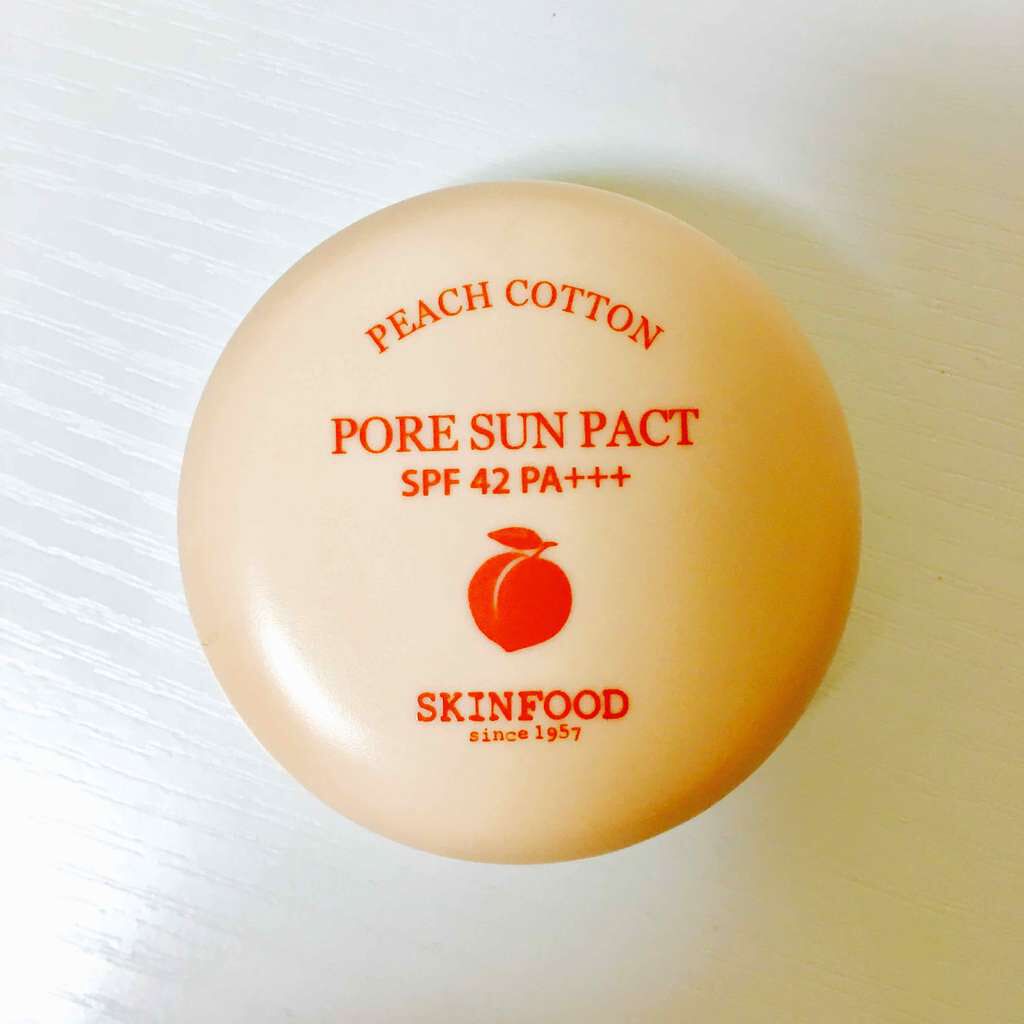 PEACH COTTON
PORE SUN PACT
SPF 42 PA+++
SKINFOOD
since 1957